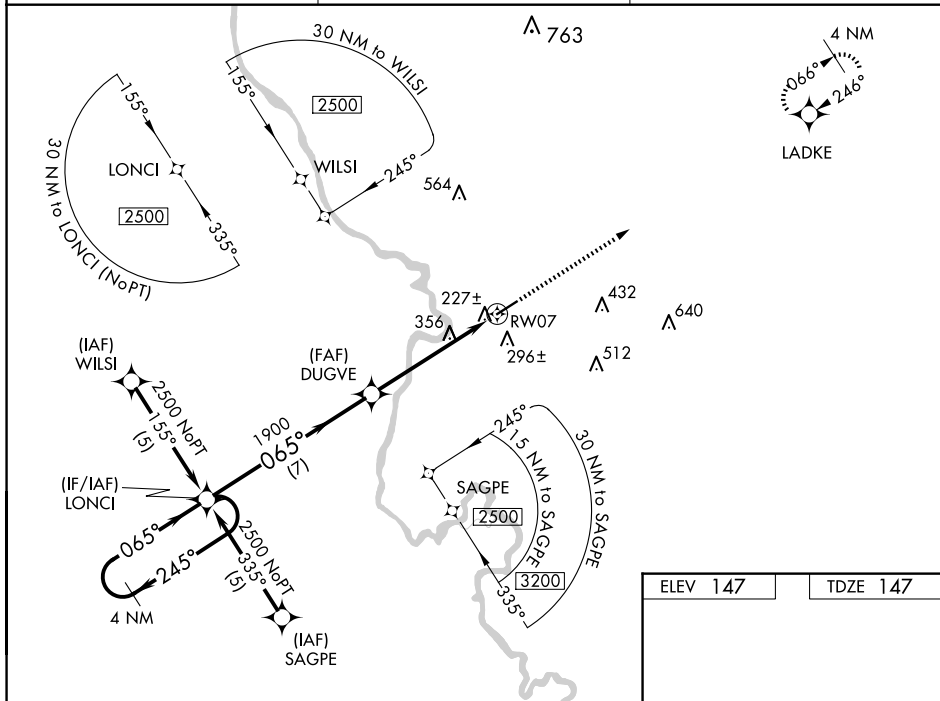 763
4 NM
066°
246°
LADKE
30 NM to WILSI
155°
2500
WILSI
245°
564
155°
LONCI
2500
335°
30 NM to LONCI (NoPT)
227±
RW07
356
296±
432
640
512
(FAF)
DUGVE
(IAF)
WILSI
2500 NoPT
155°
(5)
1900
065°
(7)
(IF/IAF)
LONCI
065°
245°
4 NM
2500 NoPT
335°
(5)
(IAF)
SAGPE
245°
SAGPE
2500
15 NM to SAGPE
30 NM to SAGPE
3200
335°
ELEV 147
TDZE 147